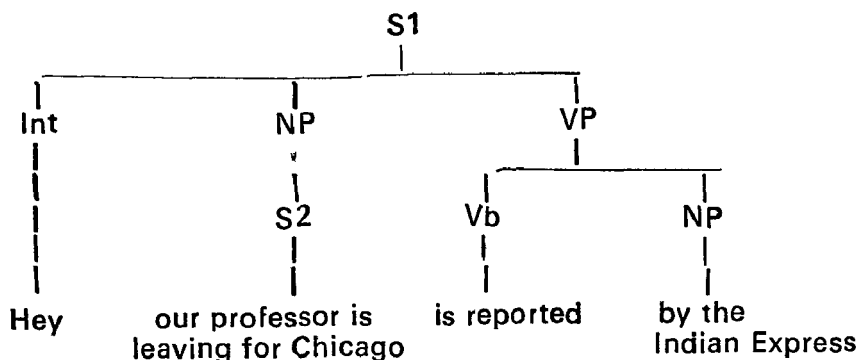 S1
Int NP VP
S2 Vb NP
Hey our professor is is reported by the
leaving for Chicago Indian Express